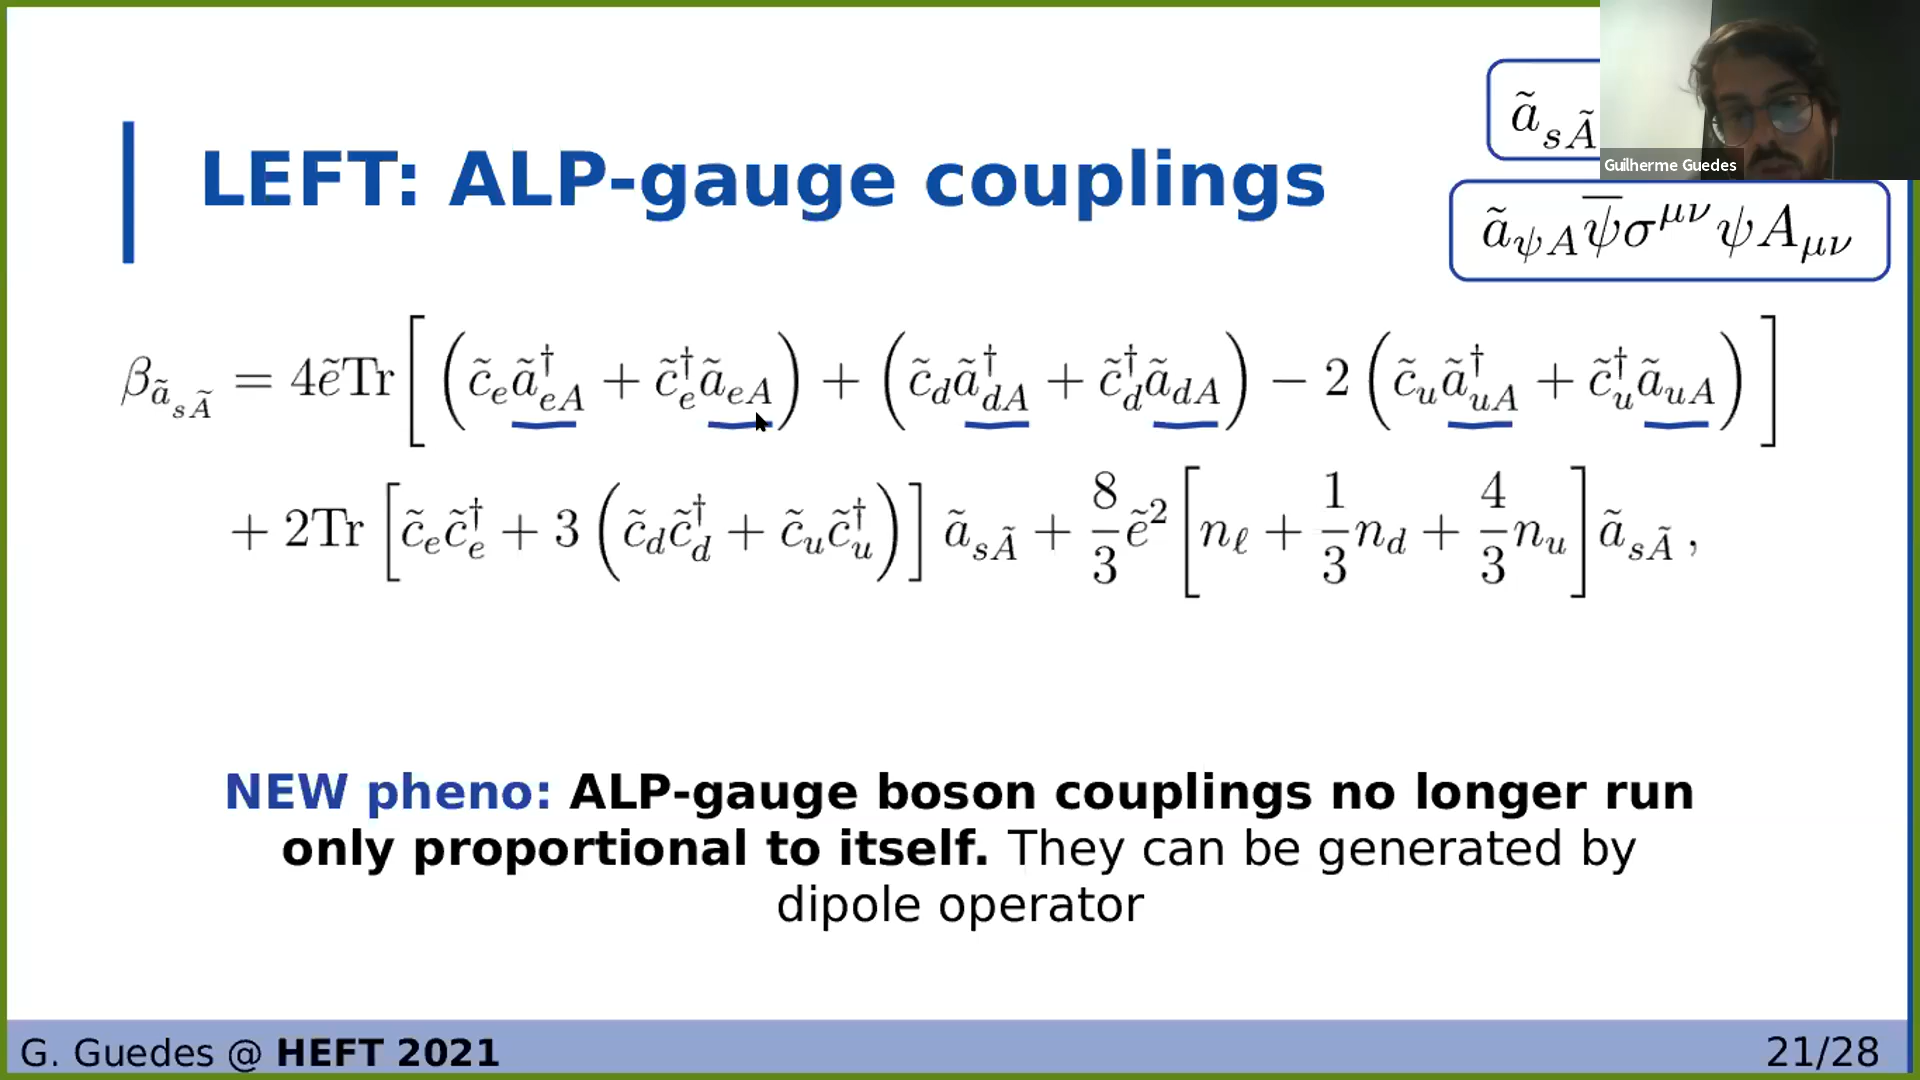 ã_{sÃ}
Guilherme Guedes
LEFT: ALP-gauge couplings
ã_{ψA} ψ̄ σ^{μν} ψ A_{μν}
β_{ã_{sÃ}} = 4ẽTr[ (c̃_e ã†_{eA} + c̃†_e ã_{eA}) + (c̃_d ã†_{dA} + c̃†_d ã_{dA}) − 2 (c̃_u ã†_{uA} + c̃†_u ã_{uA}) ]
+ 2Tr [c̃_e c̃†_e + 3 (c̃_d c̃†_d + c̃_u c̃†_u)] ã_{sÃ} + 8/3 ẽ² [n_ℓ + 1/3 n_d + 4/3 n_u] ã_{sÃ} ,
NEW pheno: ALP-gauge boson couplings no longer run
only proportional to itself. They can be generated by
dipole operator
G. Guedes @ HEFT 2021
21/28